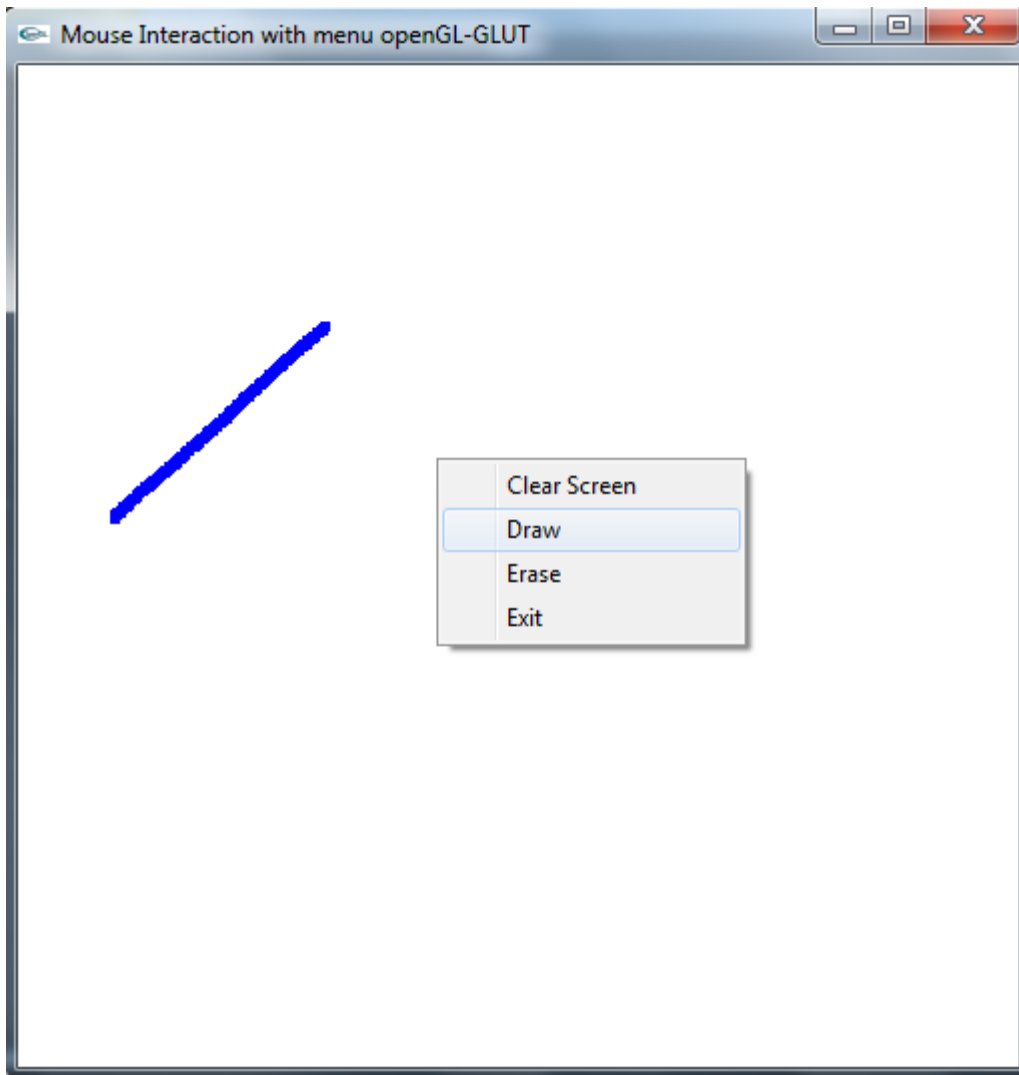 Mouse Interaction with menu openGL-GLUT
Clear Screen
Draw
Erase
Exit